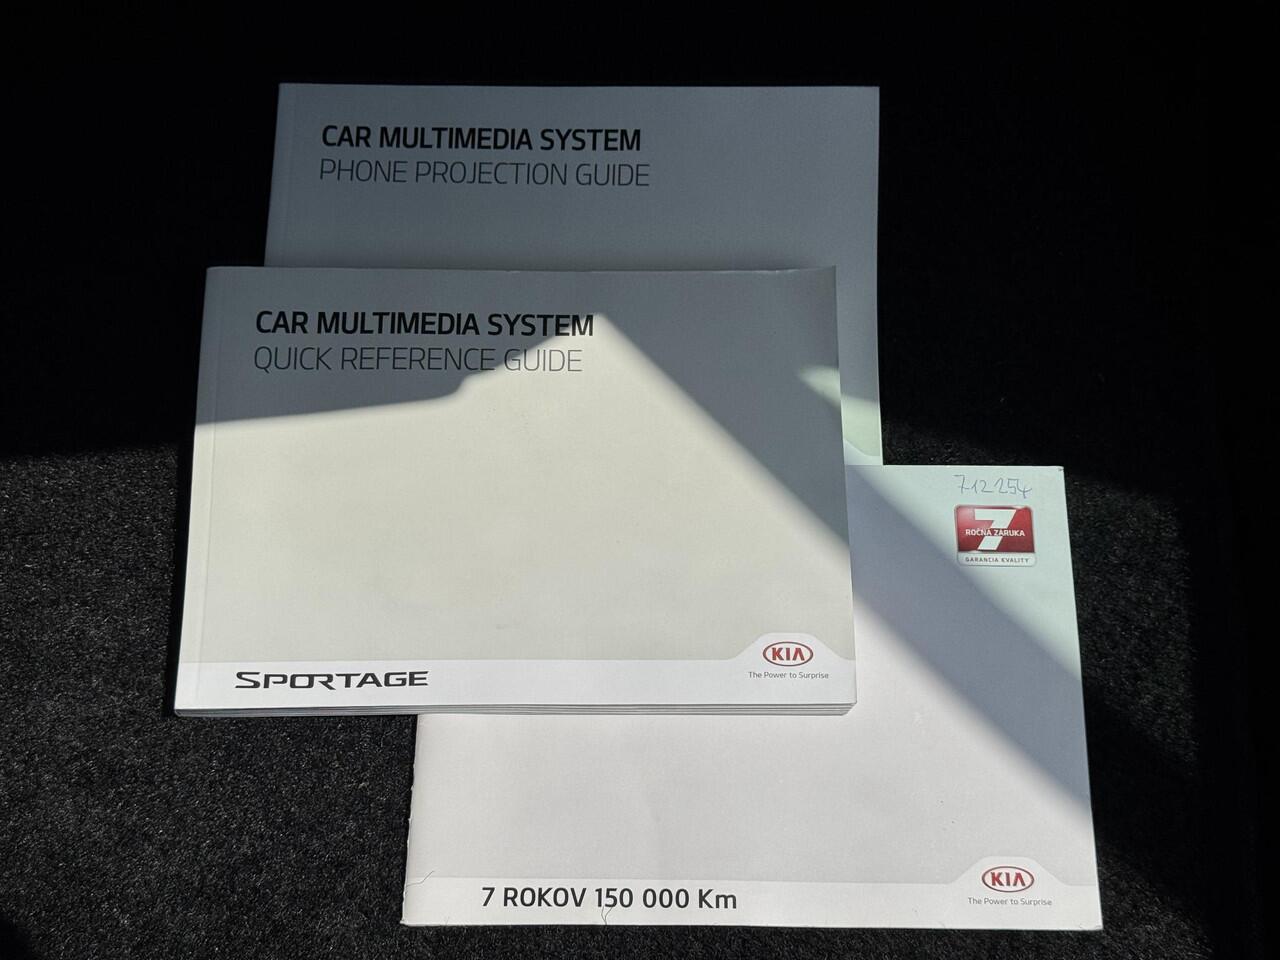 CAR MULTIMEDIA SYSTEM
PHONE PROJECTION GUIDE
CAR MULTIMEDIA SYSTEM
QUICK REFERENCE GUIDE
SPORTAGE
KIA
The Power to Surprise
712254
7
ROČNÁ ZÁRUKA
GARANCIA KVALITY
7 ROKOV 150 000 Km
KIA
The Power to Surprise